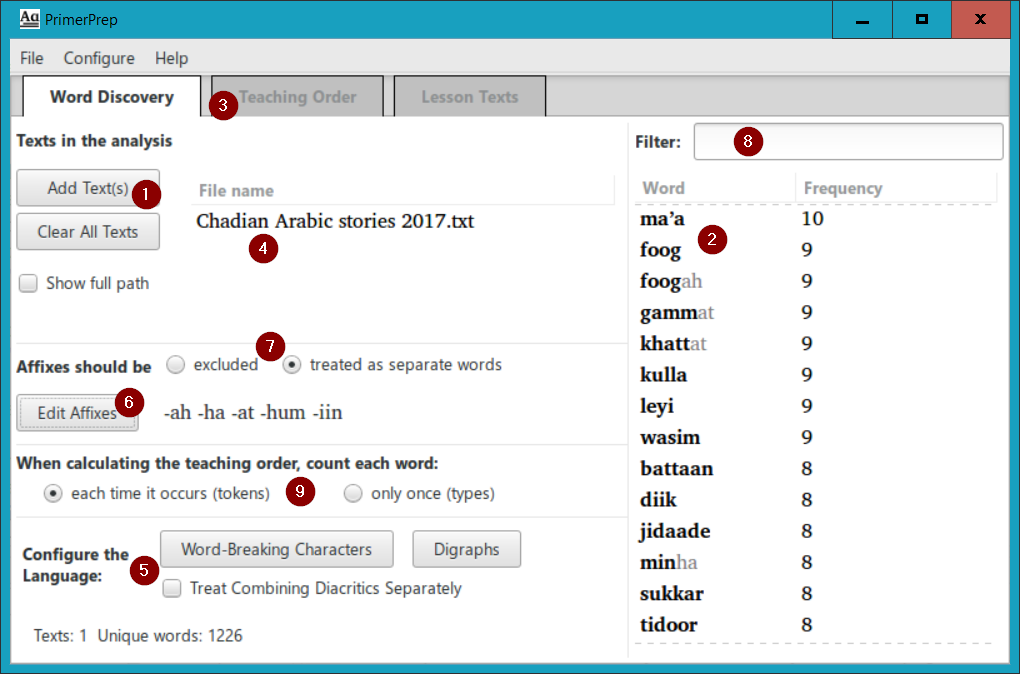 Aa PrimerPrep
File Configure Help
Word Discovery 3 Teaching Order Lesson Texts
Texts in the analysis
Add Text(s) 1
Clear All Texts
Show full path
File name
Chadian Arabic stories 2017.txt
4
Affixes should be excluded 7 treated as separate words
Edit Affixes 6 -ah -ha -at -hum -iin
When calculating the teaching order, count each word:
each time it occurs (tokens) 9 only once (types)
Configure the Language: 5
Word-Breaking Characters Digraphs
Treat Combining Diacritics Separately
Texts: 1 Unique words: 1226
Filter: 8
Word Frequency
ma’a 10
2
foog 9
foogah 9
gammat 9
khattat 9
kulla 9
leyi 9
wasim 9
battaan 8
diik 8
jidaade 8
minha 8
sukkar 8
tidoor 8